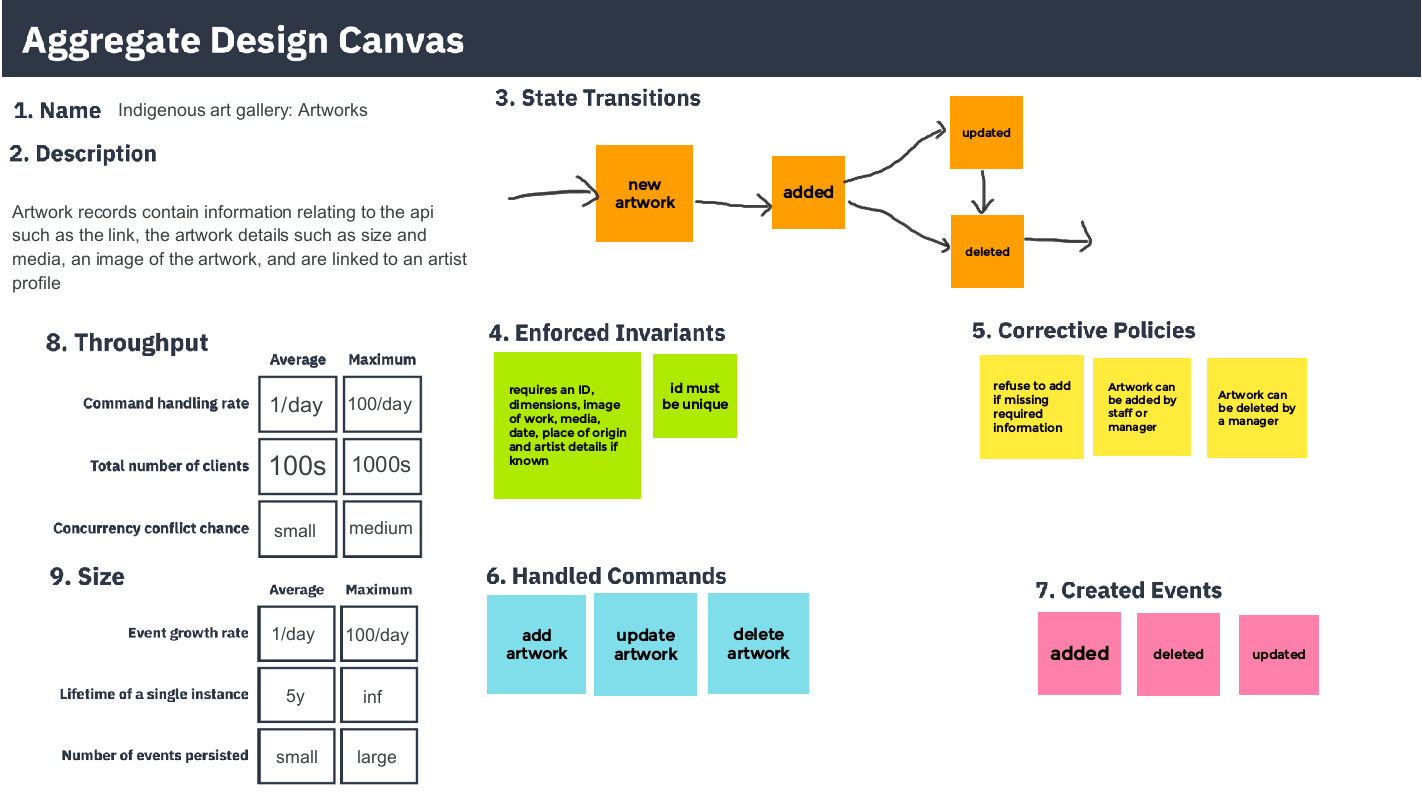 Aggregate Design Canvas
1. Name
Indigenous art gallery: Artworks
2. Description
Artwork records contain information relating to the api
such as the link, the artwork details such as size and
media, an image of the artwork, and are linked to an artist
profile
3. State Transitions
new
artwork
added
updated
deleted
4. Enforced Invariants
requires an ID,
dimensions, image
of work, media,
date, place of origin
and artist details if
known
id must
be unique
5. Corrective Policies
refuse to add
if missing
required
information
Artwork can
be added by
staff or
manager
Artwork can
be deleted by
a manager
6. Handled Commands
add
artwork
update
artwork
delete
artwork
7. Created Events
added
deleted
updated
8. Throughput
Average Maximum
Command handling rate 1/day 100/day
Total number of clients 100s 1000s
Concurrency conflict chance small medium
9. Size
Average Maximum
Event growth rate 1/day 100/day
Lifetime of a single instance 5y inf
Number of events persisted small large